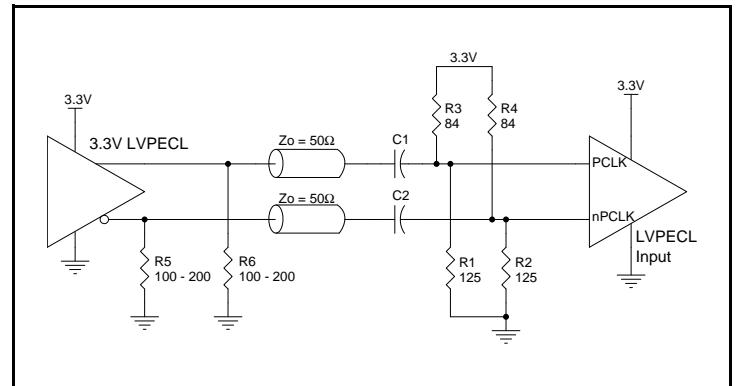 3.3V
3.3V
3.3V
R3
84
R4
84
3.3V LVPECL
Zo = 50Ω
C1
PCLK
Zo = 50Ω
C2
nPCLK
LVPECL
Input
R5
100 - 200
R6
100 - 200
R1
125
R2
125